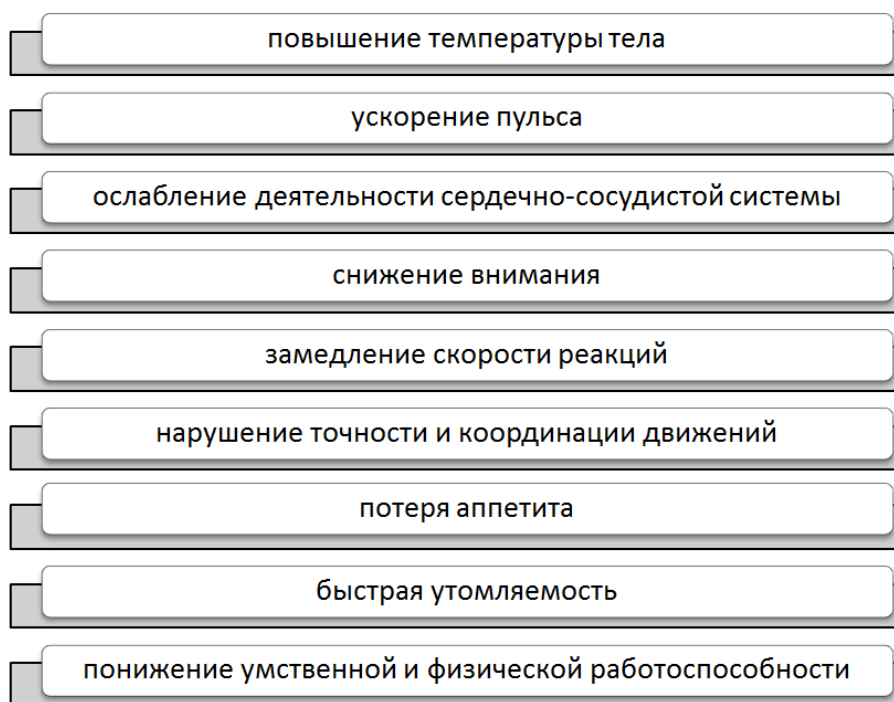 повышение температуры тела
ускорение пульса
ослабление деятельности сердечно-сосудистой системы
снижение внимания
замедление скорости реакций
нарушение точности и координации движений
потеря аппетита
быстрая утомляемость
понижение умственной и физической работоспособности